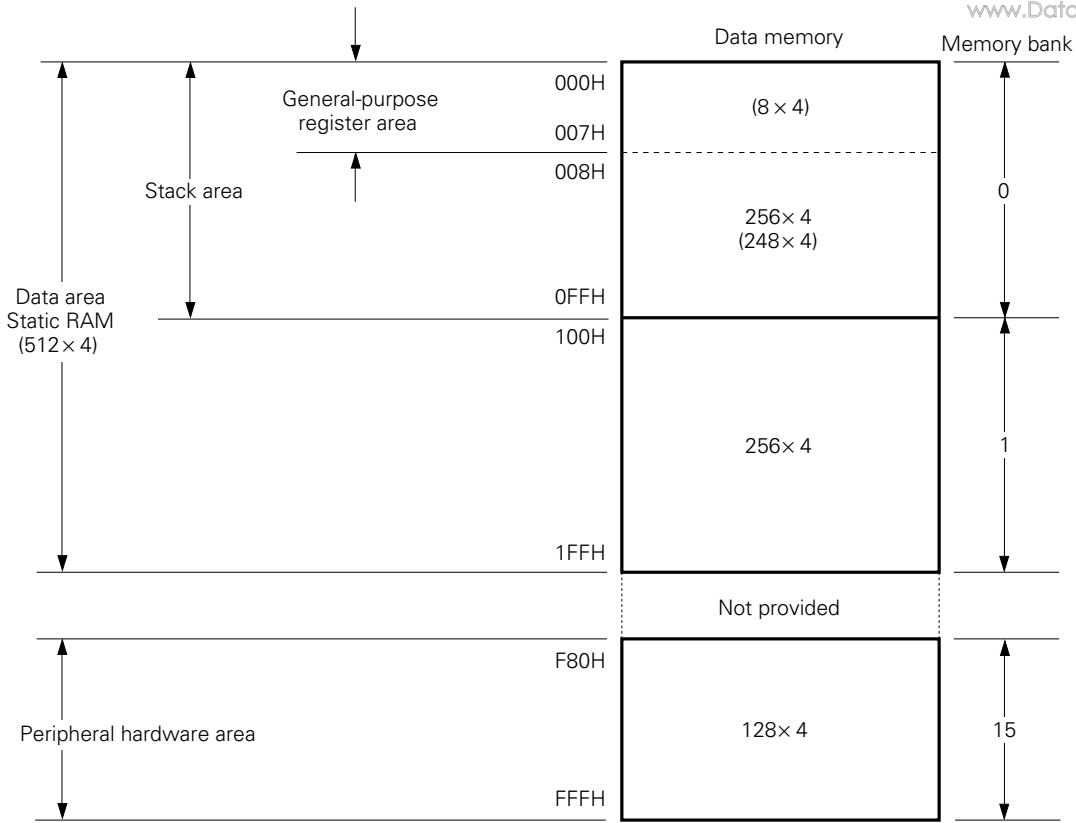 www.Datc
Data memory
Memory bank
000H
General-purpose
register area
(8 × 4)
007H
008H
Stack area
0
256× 4
(248× 4)
0FFH
Data area
Static RAM
(512× 4)
100H
256× 4
1
1FFH
Not provided
F80H
Peripheral hardware area
128× 4
15
FFFH